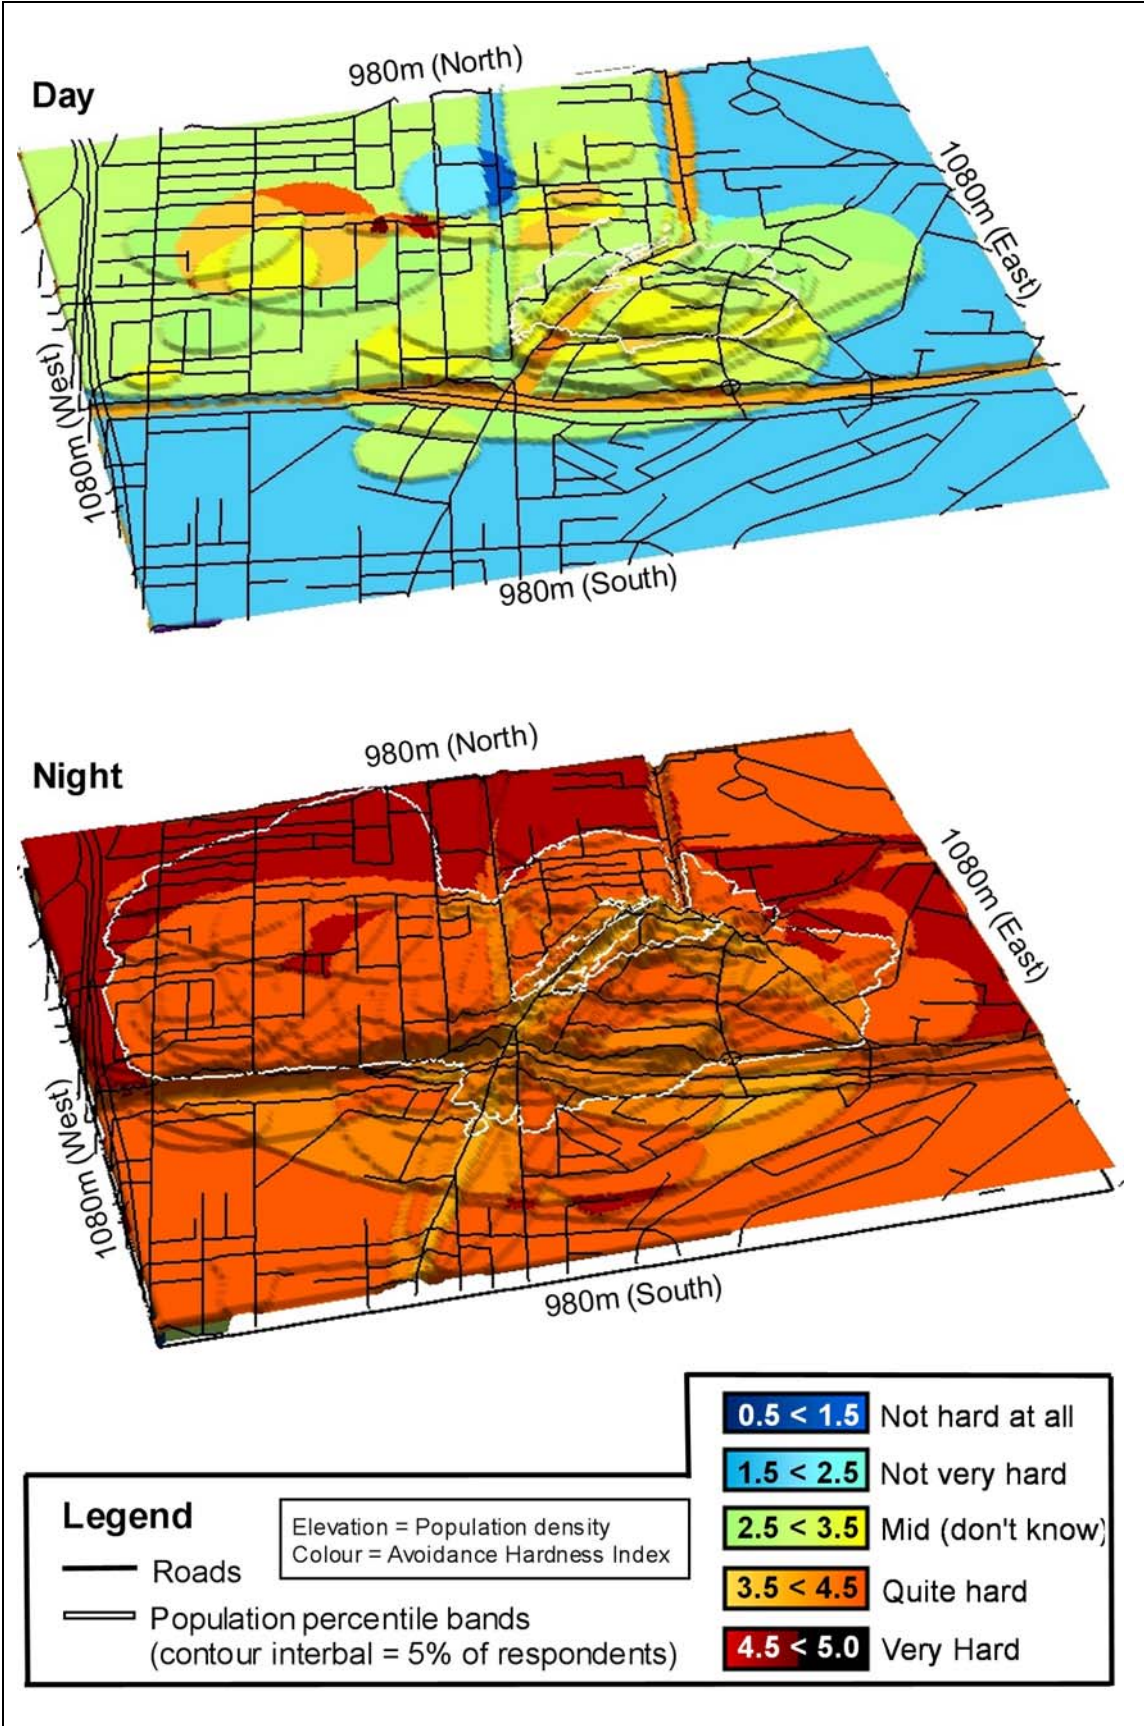 Day
980m (North)
1080m (East)
1080m (West)
980m (South)
Night
980m (North)
1080m (East)
1080m (West)
980m (South)
0.5 < 1.5 Not hard at all
1.5 < 2.5 Not very hard
2.5 < 3.5 Mid (don't know)
3.5 < 4.5 Quite hard
4.5 < 5.0 Very Hard
Legend
Roads
Population percentile bands
(contour interbal = 5% of respondents)
Elevation = Population density
Colour = Avoidance Hardness Index